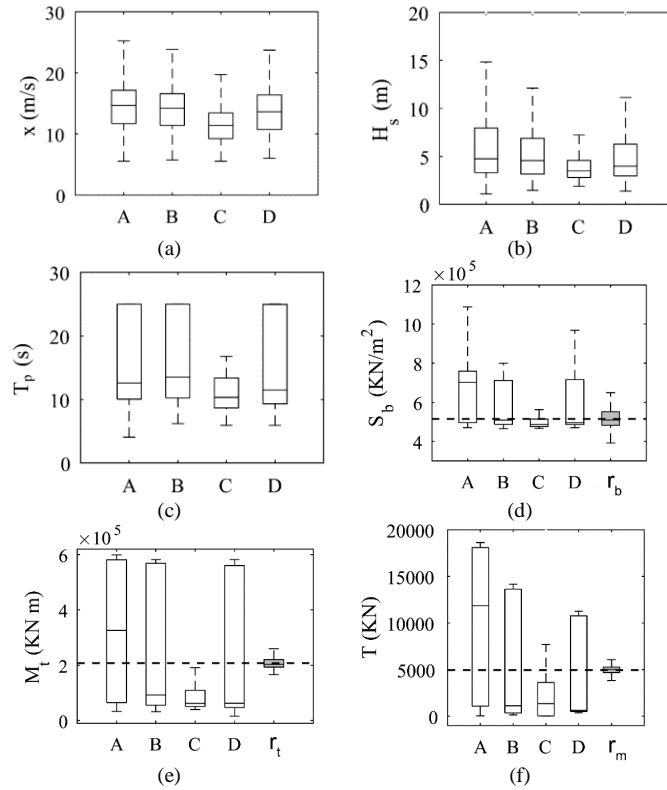 30
20
10
0
x (m/s)
A B C D
(a)
20
15
10
5
0
H_s (m)
A B C D
(b)
30
20
10
0
T_p (s)
A B C D
(c)
× 10^5
12
10
8
6
4
S_b (KN/m^2)
A B C D r_b
(d)
×10^5
6
4
2
0
M_t (KN m)
A B C D r_t
(e)
20000
15000
10000
5000
0
T (KN)
A B C D r_m
(f)